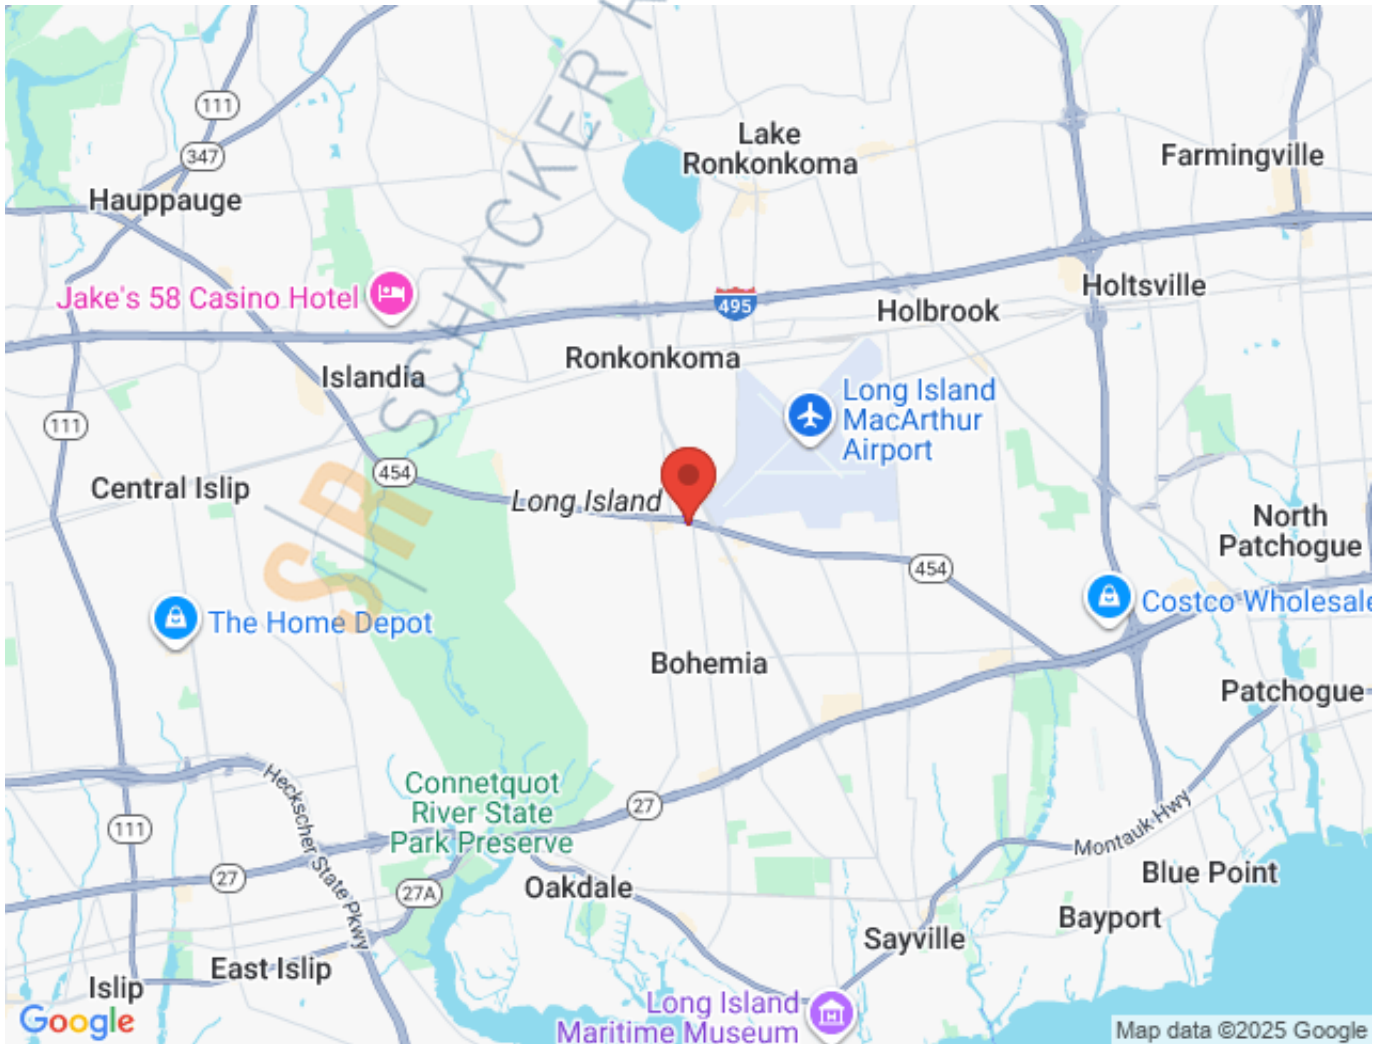 111
347
Hauppauge
Lake
Ronkonkoma
Farmingville
Jake's 58 Casino Hotel
495
Holtsville
Holbrook
Ronkonkoma
Islandia
Long Island
MacArthur
Airport
111
454
Central Islip
Long Island
SIR
SCHACKER R
North
Patchogue
454
Costco Wholesale
The Home Depot
Bohemia
Patchogue
Heckscher State Pkwy
Connetquot
River State
Park Preserve
27
111
Montauk Hwy
27
27A
Oakdale
Blue Point
Bayport
Sayville
East Islip
Islip
Long Island
Maritime Museum
Google
Map data ©2025 Google